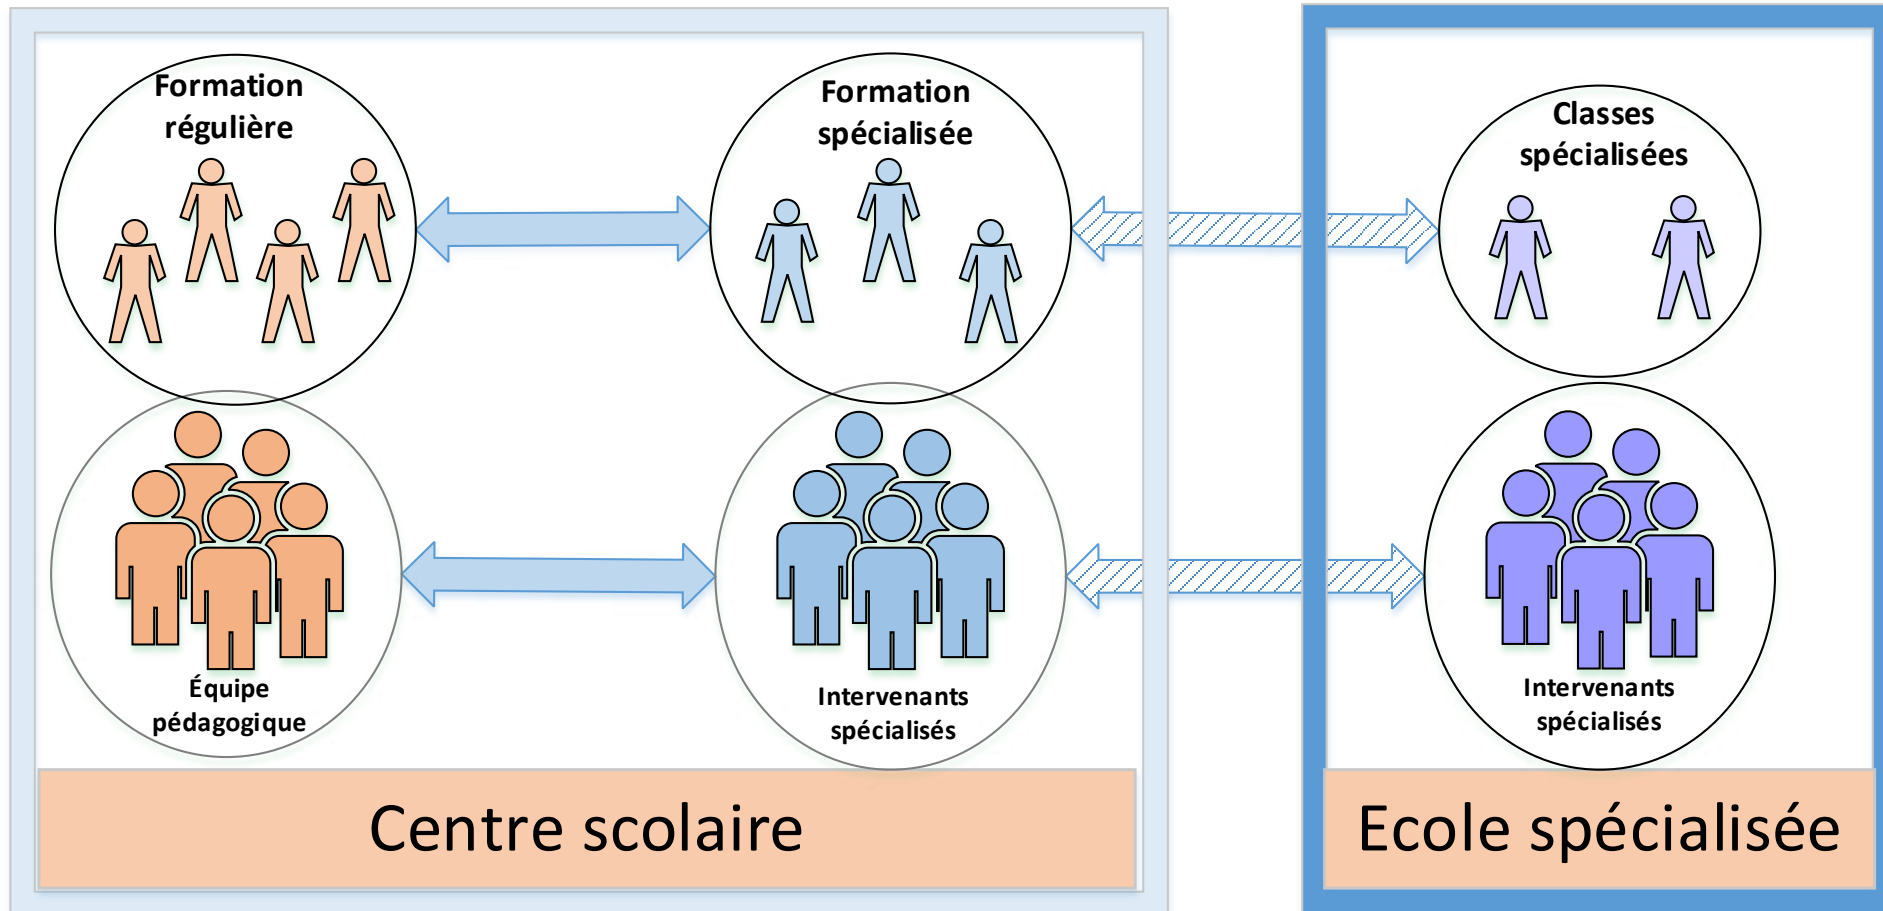 Formation
régulière
Formation
spécialisée
Classes
spécialisées
Équipe
pédagogique
Intervenants
spécialisés
Intervenants
spécialisés
Centre scolaire
Ecole spécialisée